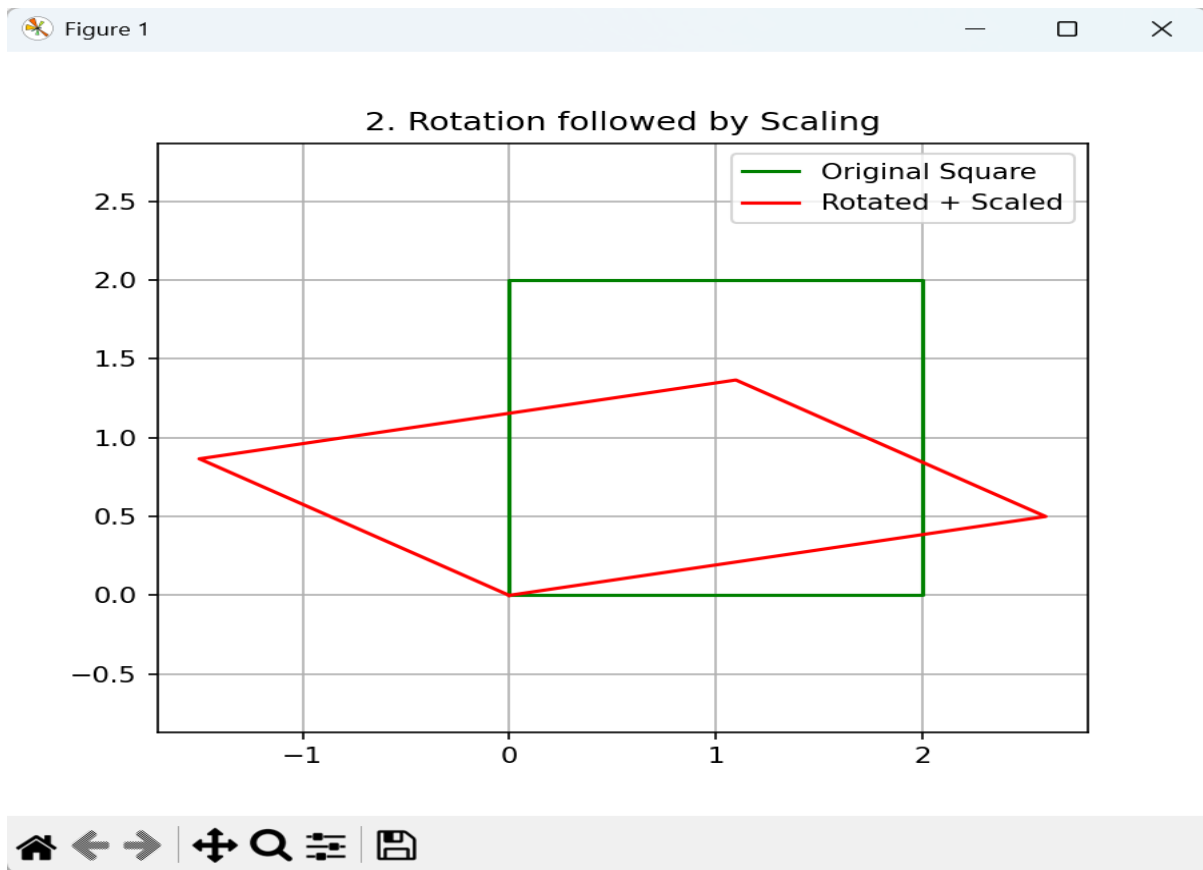 Figure 1
2. Rotation followed by Scaling
Original Square
Rotated + Scaled
2.5
2.0
1.5
1.0
0.5
0.0
−0.5
−1 0 1 2